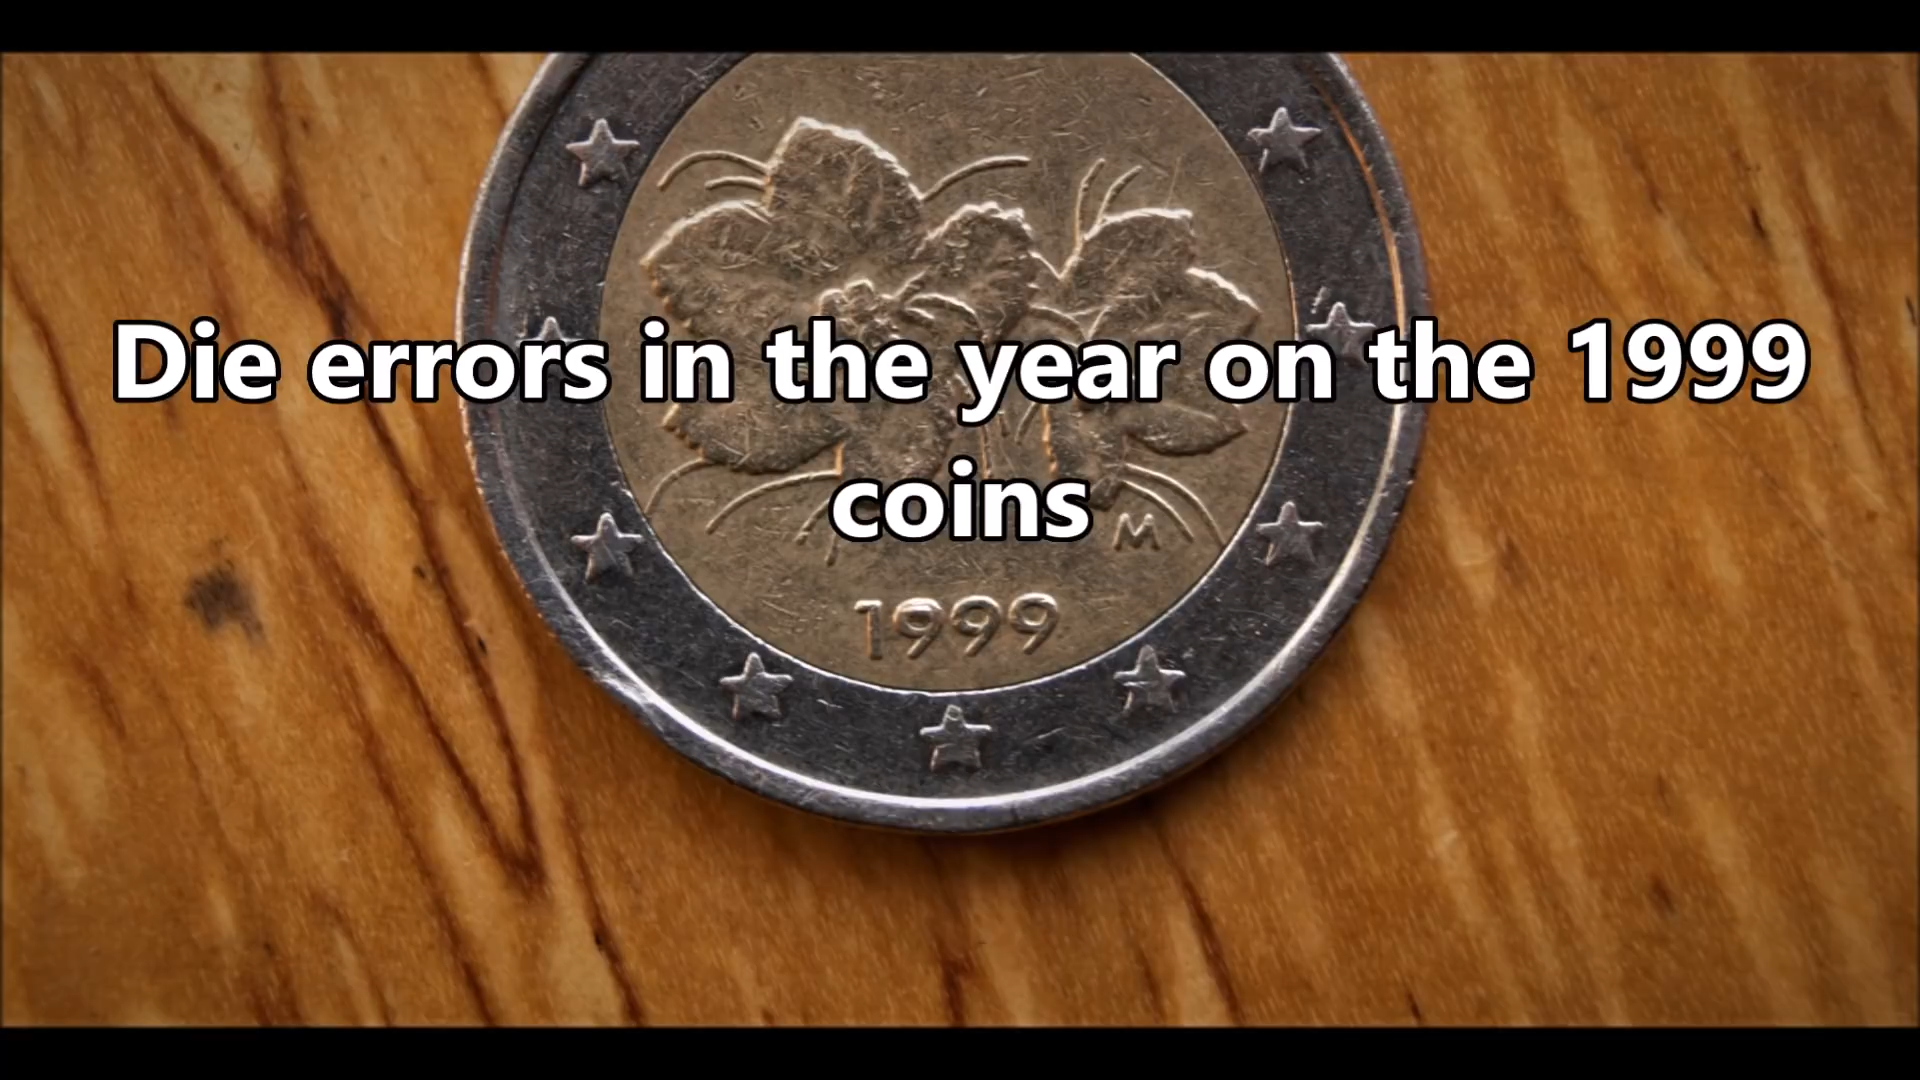 Die errors in the year on the 1999
coins
M
1999